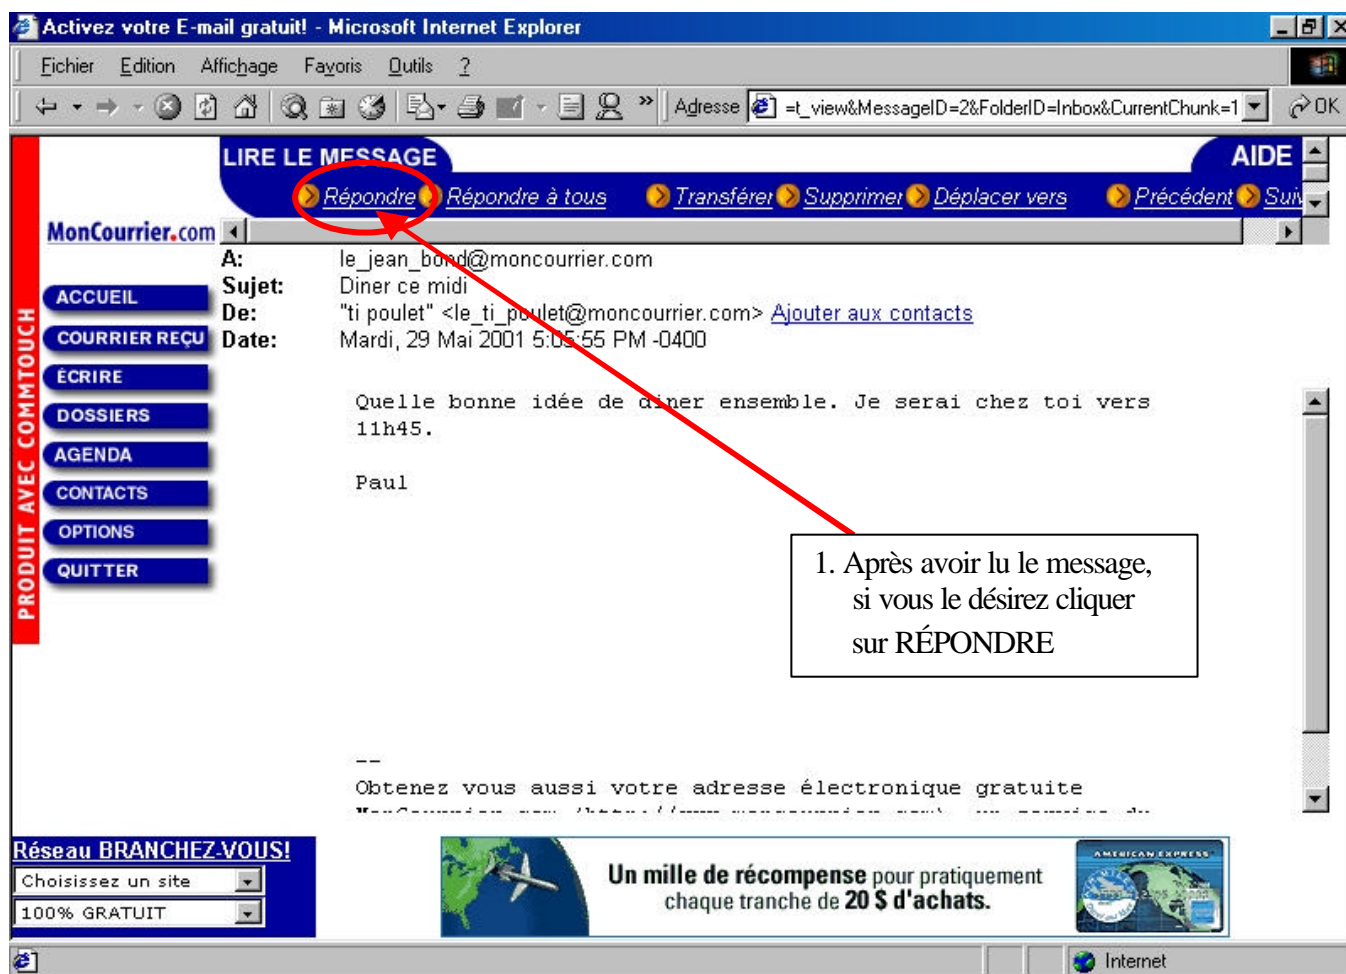 Activez votre E-mail gratuit! - Microsoft Internet Explorer
Fichier Edition Affichage Favoris Outils ?
» Adresse =t_view&MessageID=2&FolderID=Inbox&CurrentChunk=1 OK
LIRE LE MESSAGE AIDE
Répondre Répondre à tous Transférer Supprimer Déplacer vers Précédent Suiv
MonCourrier.com
A: le_jean_bond@moncourrier.com
Sujet: Diner ce midi
De: "ti poulet" <le_ti_poulet@moncourrier.com> Ajouter aux contacts
Date: Mardi, 29 Mai 2001 5:05:55 PM -0400
PRODUIT AVEC COMMTOUCH
ACCUEIL
COURRIER REÇU
ÉCRIRE
DOSSIERS
AGENDA
CONTACTS
OPTIONS
QUITTER
Quelle bonne idée de diner ensemble. Je serai chez toi vers
11h45.
Paul
1. Après avoir lu le message,
si vous le désirez cliquer
sur RÉPONDRE
--
Obtenez vous aussi votre adresse électronique gratuite
Réseau BRANCHEZ-VOUS!
Choisissez un site
100% GRATUIT
Un mille de récompense pour pratiquement
chaque tranche de 20 $ d'achats.
AMERICAN EXPRESS
Internet